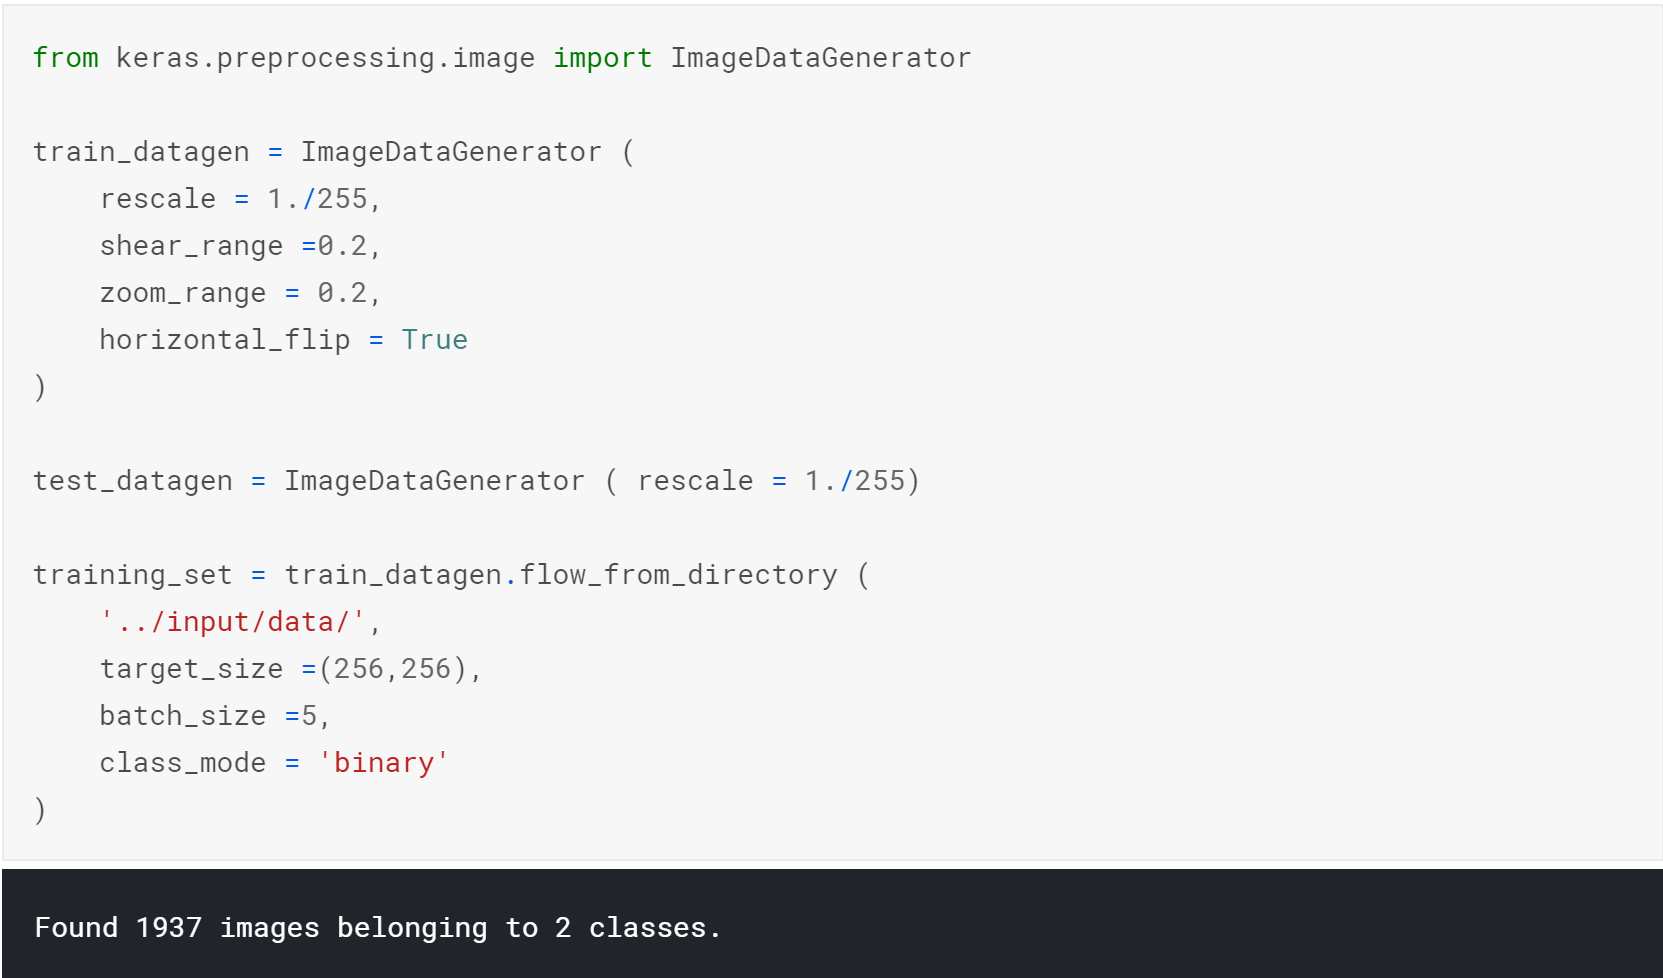 from keras.preprocessing.image import ImageDataGenerator
train_datagen = ImageDataGenerator (
    rescale = 1./255,
    shear_range =0.2,
    zoom_range = 0.2,
    horizontal_flip = True
)
test_datagen = ImageDataGenerator ( rescale = 1./255)
training_set = train_datagen.flow_from_directory (
    '../input/data/',
    target_size =(256,256),
    batch_size =5,
    class_mode = 'binary'
)
Found 1937 images belonging to 2 classes.